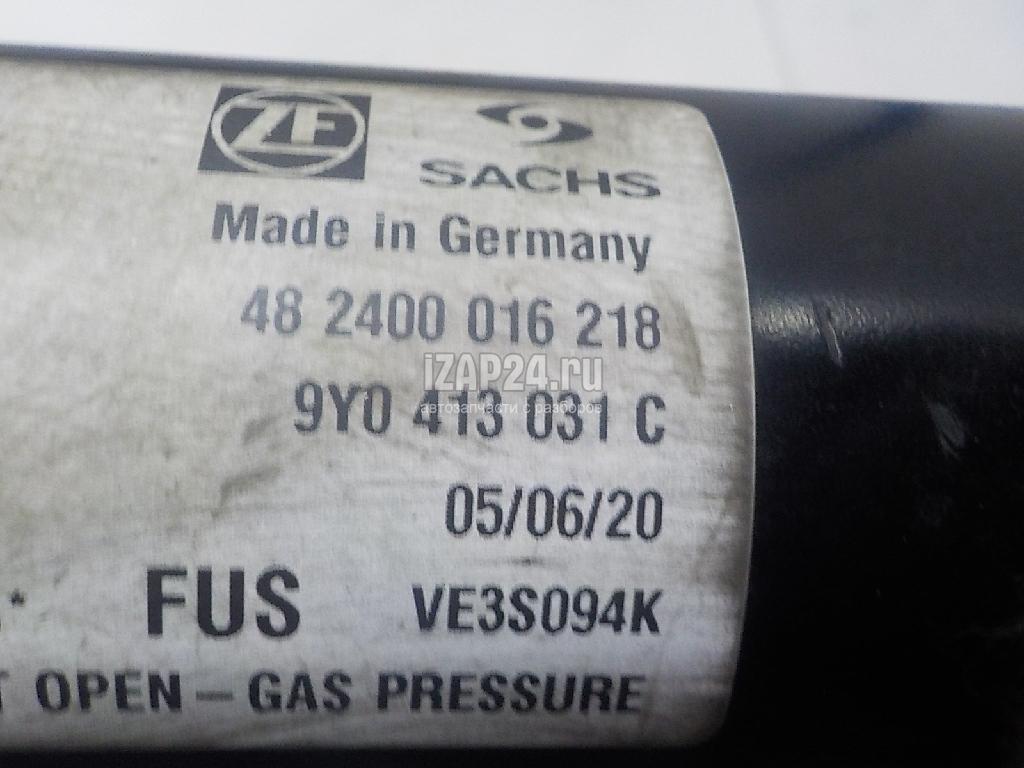 ZF SACHS
Made in Germany
48 2400 016 218
iZAP24.ru
автозапчасти с разборов
9Y0 413 031 C
05/06/20
FUS VE3S094K
T OPEN – GAS PRESSURE